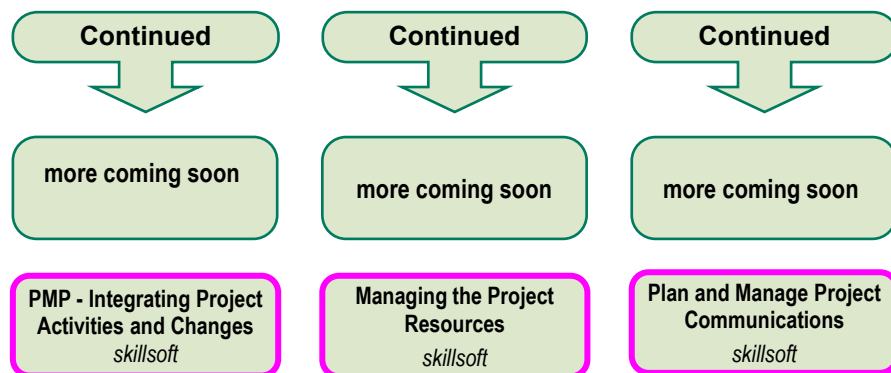 Continued
Continued
Continued
more coming soon
more coming soon
more coming soon
PMP - Integrating Project
Activities and Changes
skillsoft
Managing the Project
Resources
skillsoft
Plan and Manage Project
Communications
skillsoft